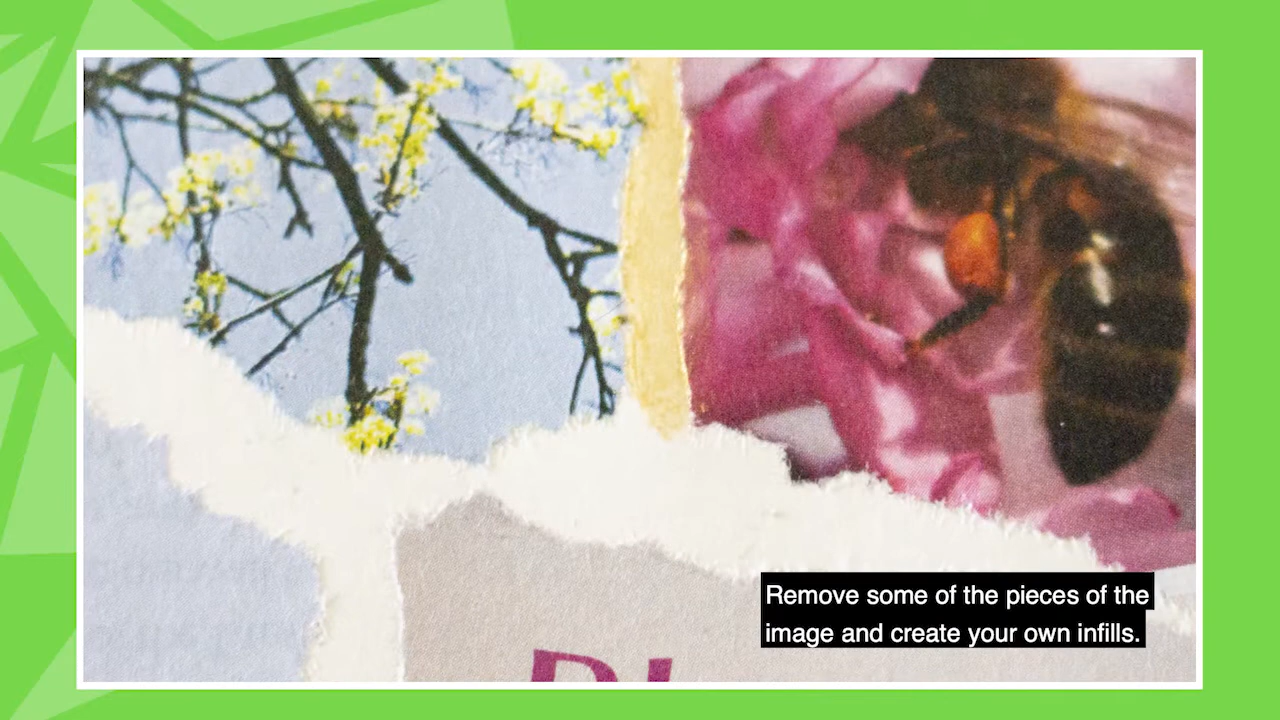 Remove some of the pieces of the
image and create your own infills.